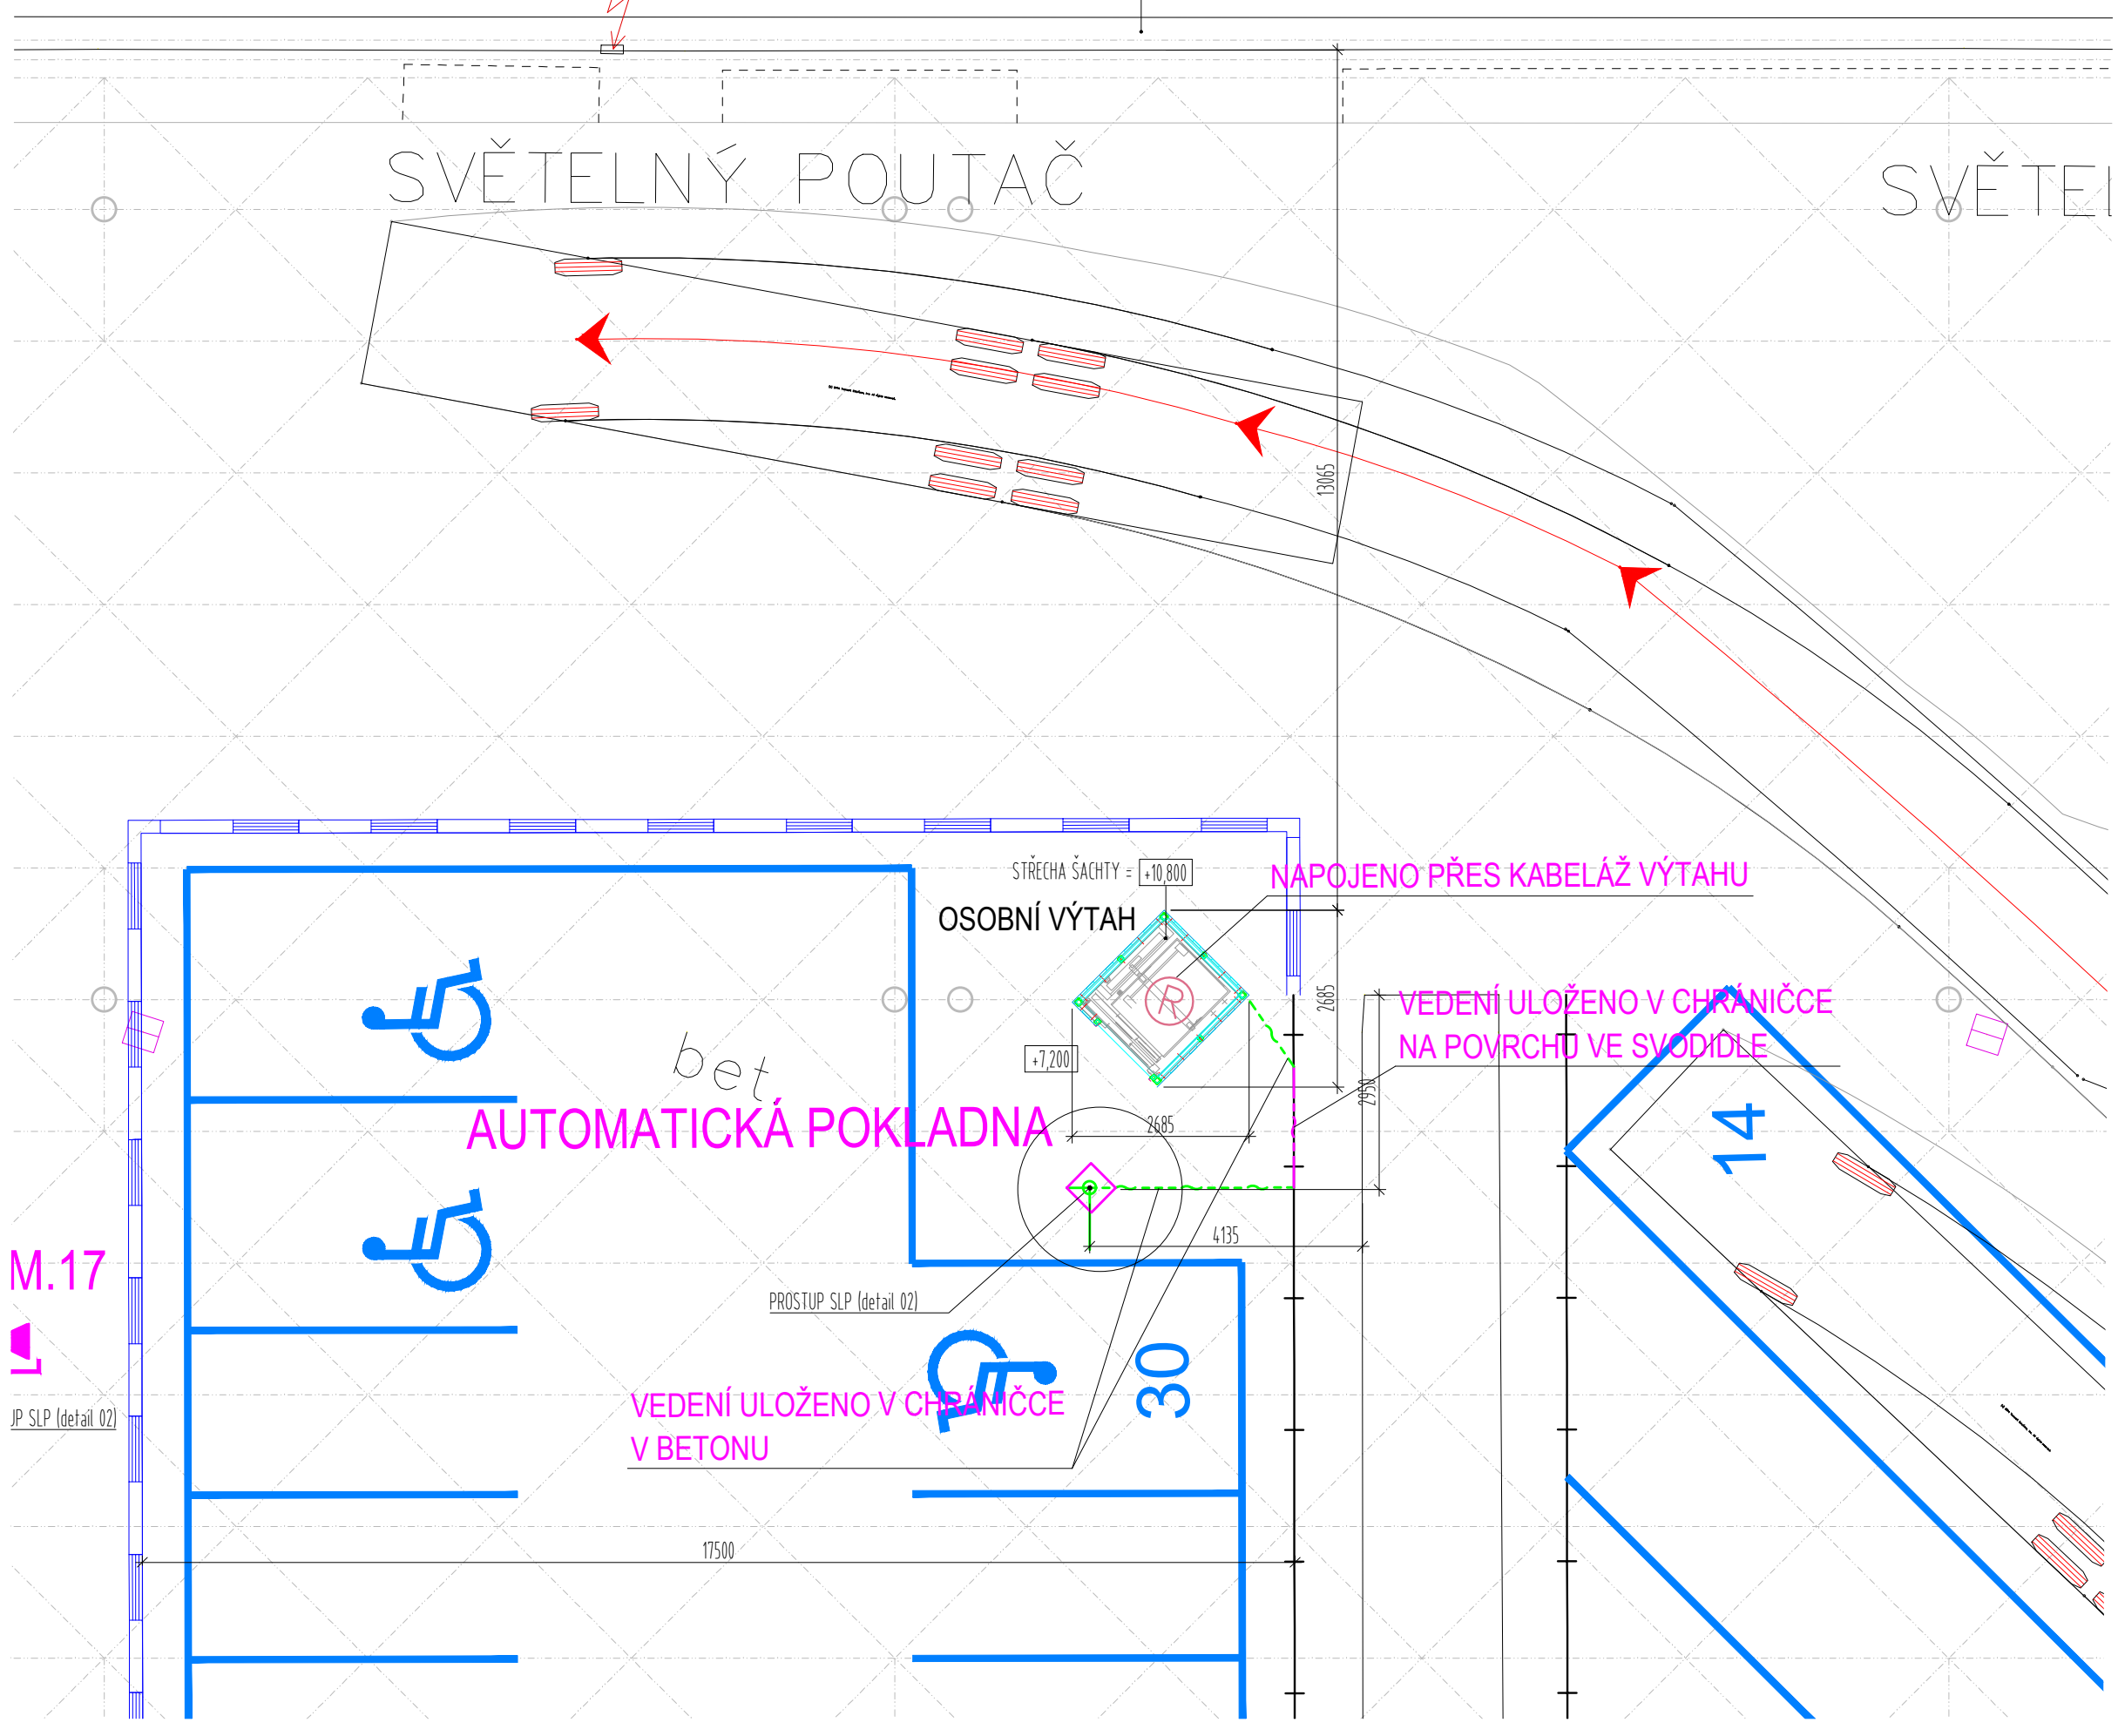 SVĚTELNÝ POUTAČ
SVĚTEL
13065
STŘECHA ŠACHTY = +10,800
NAPOJENO PŘES KABELÁŽ VÝTAHU
OSOBNÍ VÝTAH
R
2685
VEDENÍ ULOŽENO V CHRÁNIČCE
NA POVRCHU VE SVODIDLE
+7,200
bet
2950
AUTOMATICKÁ POKLADNA
2685
14
4135
M.17
PROSTUP SLP (detail 02)
30
VEDENÍ ULOŽENO V CHRÁNIČCE
V BETONU
UP SLP (detail 02)
17500